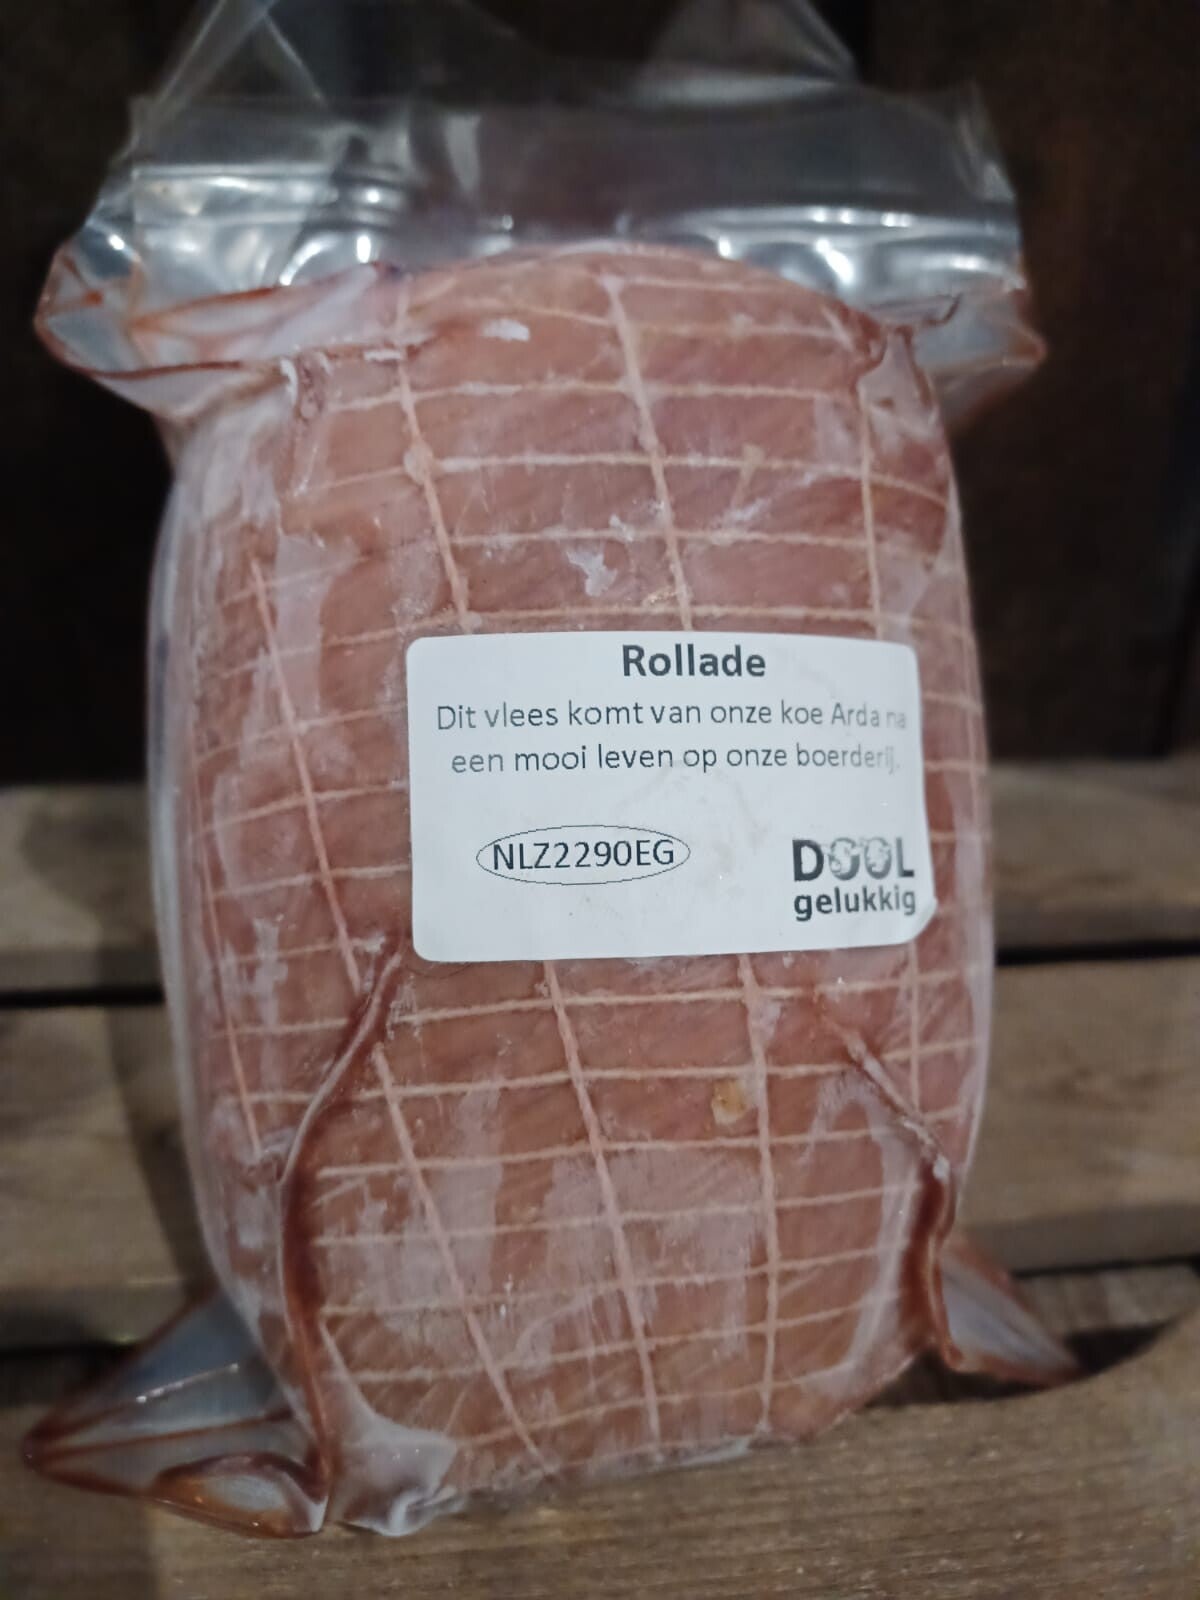 Rollade
Dit vlees komt van onze koe Arda na
een mooi leven op onze boerderij.
NLZ2290EG
DOOL
gelukkig